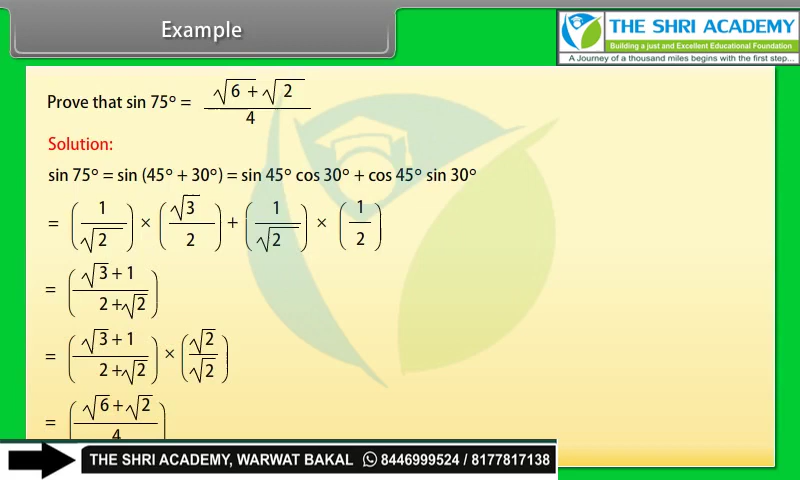 Example
THE SHRI ACADEMY
Building a just and Excellent Educational Foundation
A Journey of a thousand miles begins with the first step...
Prove that sin 75° = (√6 + √2) / 4
Solution:
sin 75° = sin (45° + 30°) = sin 45° cos 30° + cos 45° sin 30°
= (1/√2) × (√3/2) + (1/√2) × (1/2)
= ((√3 + 1) / (2 + √2))
= ((√3 + 1) / (2 + √2)) × (√2/√2)
= ((√6 + √2) / 4)
THE SHRI ACADEMY, WARWAT BAKAL 8446999524 / 8177817138